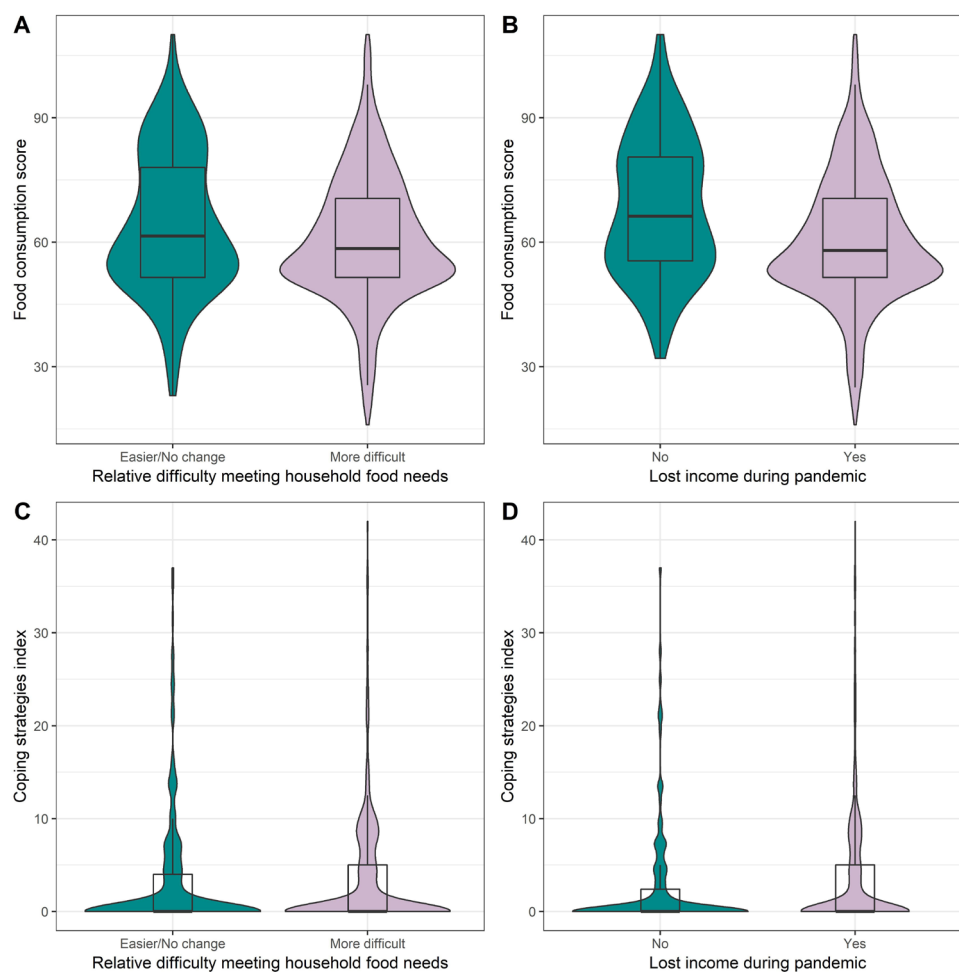 A
Food consumption score
90
60
30
Easier/No change
More difficult
Relative difficulty meeting household food needs
B
Food consumption score
90
60
30
No
Yes
Lost income during pandemic
C
Coping strategies index
40
30
20
10
0
Easier/No change
More difficult
Relative difficulty meeting household food needs
D
Coping strategies index
40
30
20
10
0
No
Yes
Lost income during pandemic